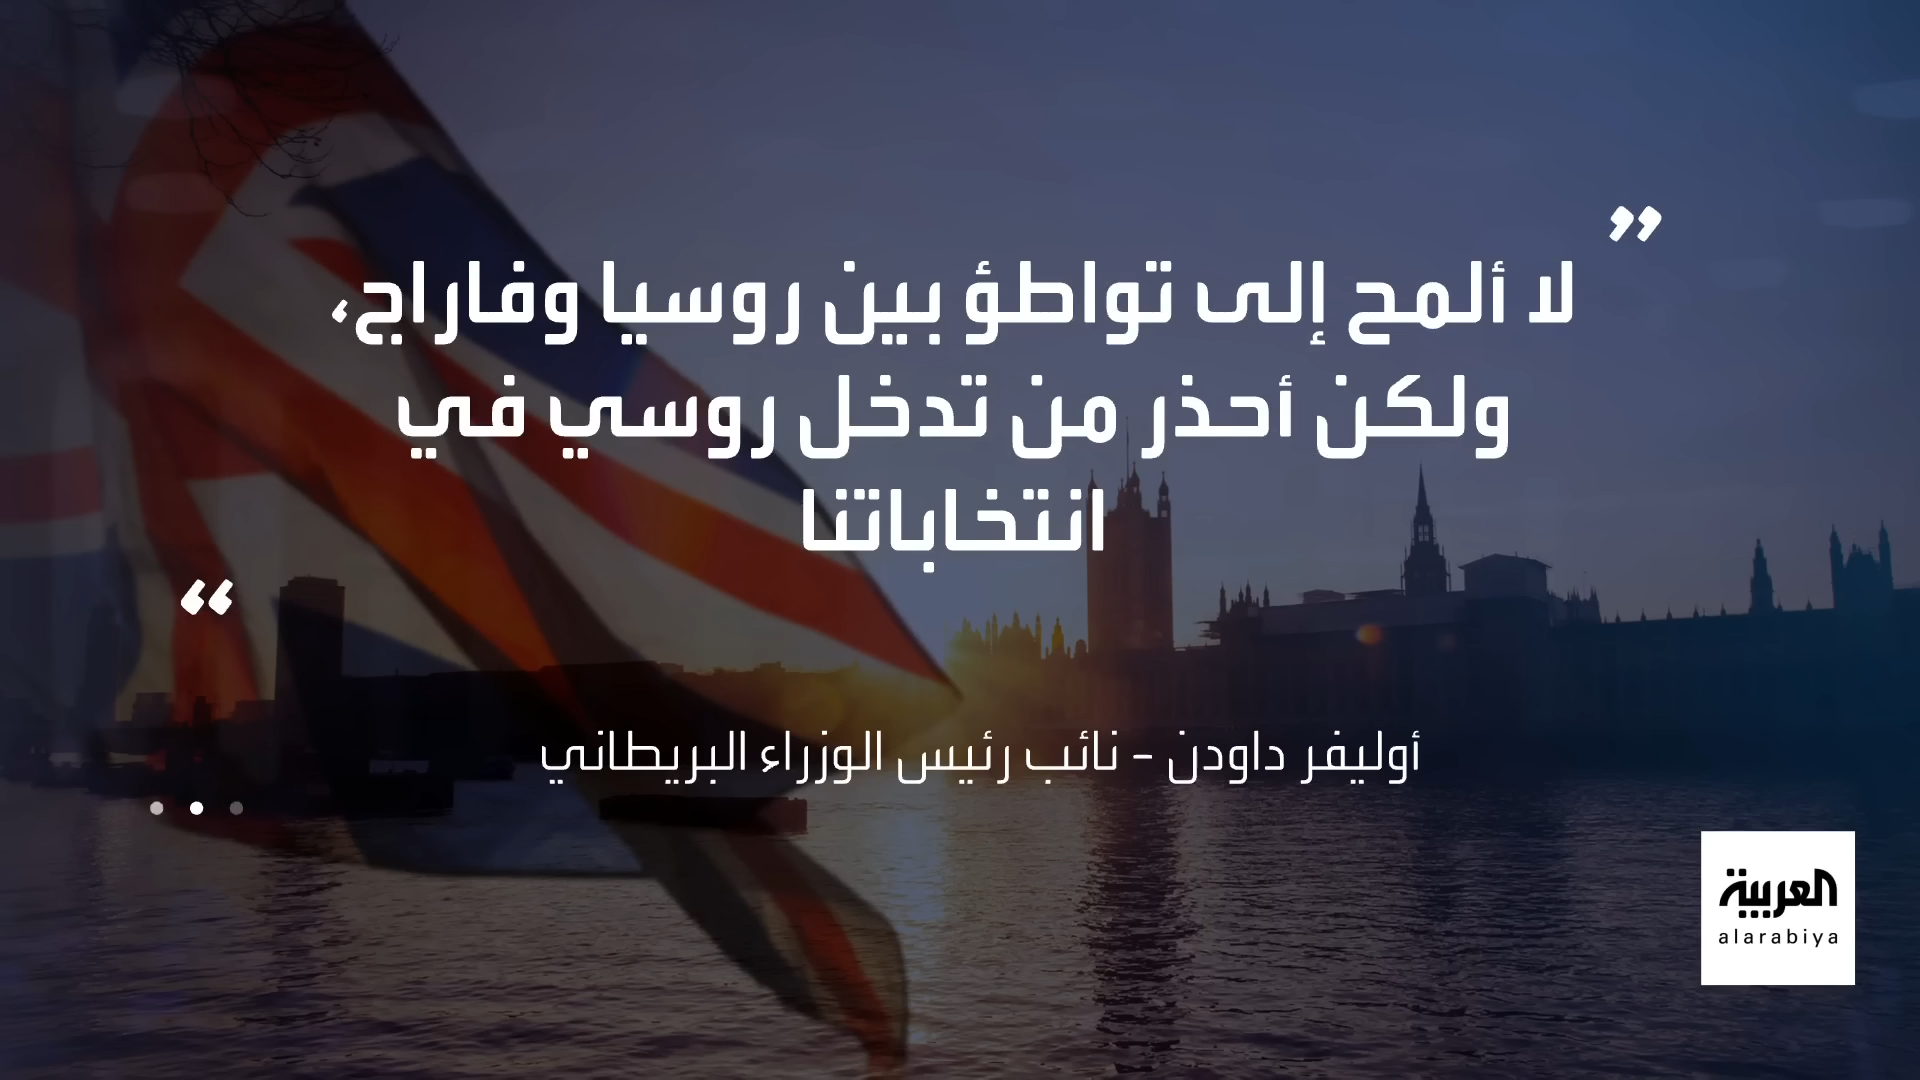 ”
لا ألمح إلى تواطؤ بين روسيا وفاراج،
ولكن أحذر من تدخل روسي في
انتخاباتنا
“
أوليفر داودن - نائب رئيس الوزراء البريطاني
العربية
alarabiya